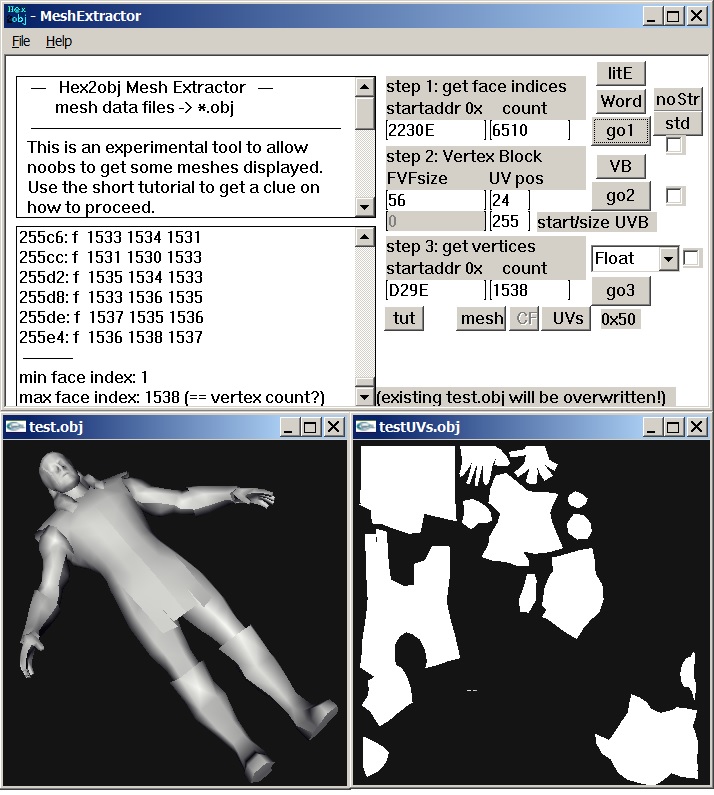 Hex
obj
- MeshExtractor
File Help
— Hex2obj Mesh Extractor —
mesh data files -> *.obj
This is an experimental tool to allow
noobs to get some meshes displayed.
Use the short tutorial to get a clue on
how to proceed.
255c6: f 1533 1534 1531
255cc: f 1531 1530 1533
255d2: f 1535 1534 1533
255d8: f 1533 1536 1535
255de: f 1537 1535 1536
255e4: f 1536 1538 1537
min face index: 1
max face index: 1538 (== vertex count?)
step 1: get face indices
startaddr 0x count
2230E 6510
litE
Word
noStr
go1
std
step 2: Vertex Block
FVFsize UV pos
56 24
0 255 start/size UVB
VB
go2
step 3: get vertices
startaddr 0x count
D29E 1538
Float
go3
tut mesh CF UVs 0x50
(existing test.obj will be overwritten!)
test.obj
testUVs.obj